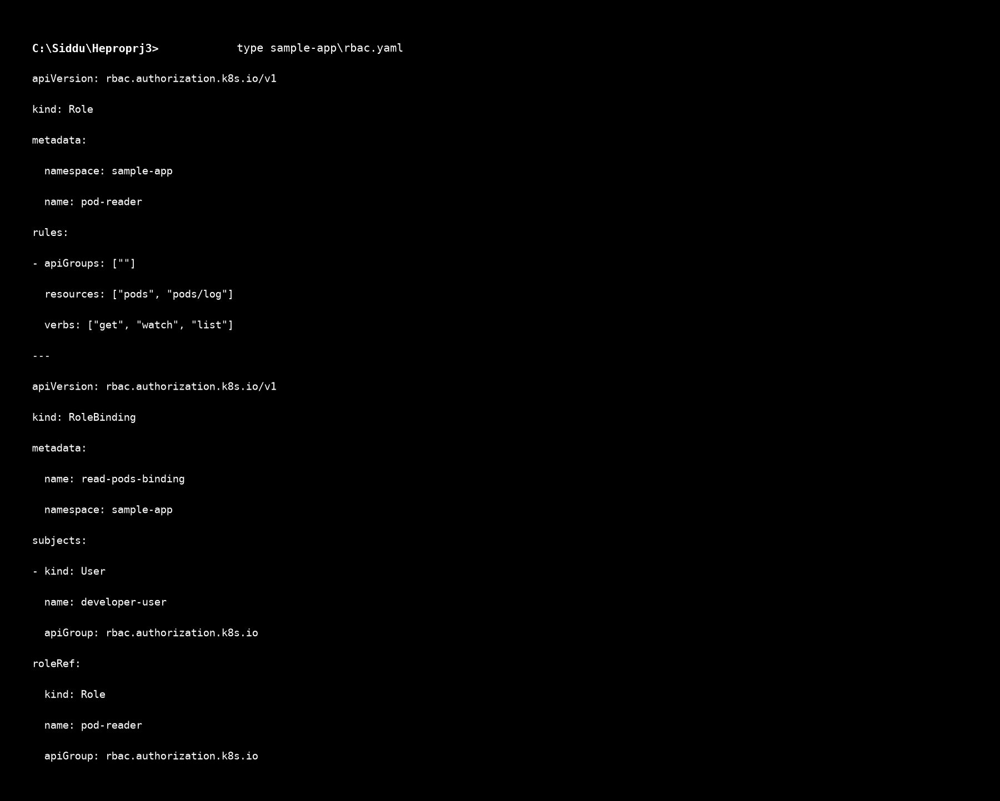 C:\Siddu\Heproprj3> type sample-app\rbac.yaml
apiVersion: rbac.authorization.k8s.io/v1
kind: Role
metadata:
  namespace: sample-app
  name: pod-reader
rules:
- apiGroups: [""]
  resources: ["pods", "pods/log"]
  verbs: ["get", "watch", "list"]
---
apiVersion: rbac.authorization.k8s.io/v1
kind: RoleBinding
metadata:
  name: read-pods-binding
  namespace: sample-app
subjects:
- kind: User
  name: developer-user
  apiGroup: rbac.authorization.k8s.io
roleRef:
  kind: Role
  name: pod-reader
  apiGroup: rbac.authorization.k8s.io